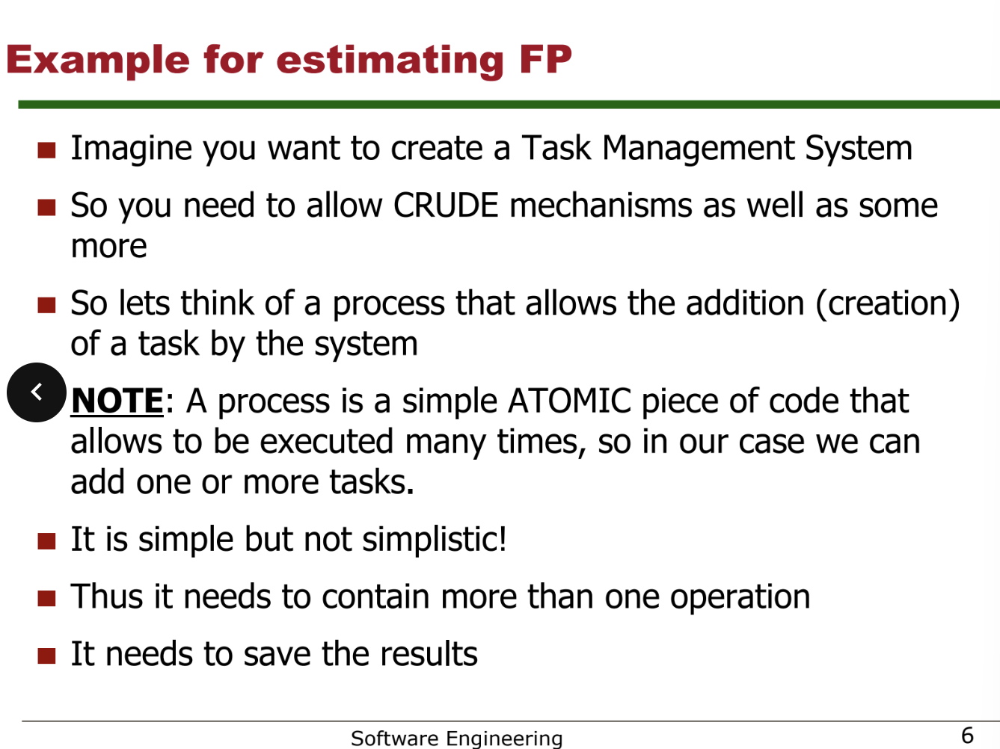 Example for estimating FP
Imagine you want to create a Task Management System
So you need to allow CRUDE mechanisms as well as some
more
So lets think of a process that allows the addition (creation)
of a task by the system
NOTE: A process is a simple ATOMIC piece of code that
allows to be executed many times, so in our case we can
add one or more tasks.
It is simple but not simplistic!
Thus it needs to contain more than one operation
It needs to save the results
Software Engineering
6